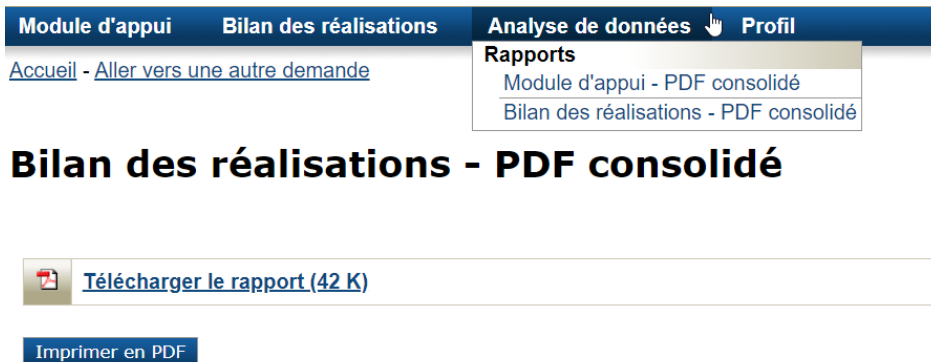 Module d'appui Bilan des réalisations Analyse de données Profil
Rapports
Accueil - Aller vers une autre demande
Module d'appui - PDF consolidé
Bilan des réalisations - PDF consolidé
Bilan des réalisations - PDF consolidé
Télécharger le rapport (42 K)
Imprimer en PDF